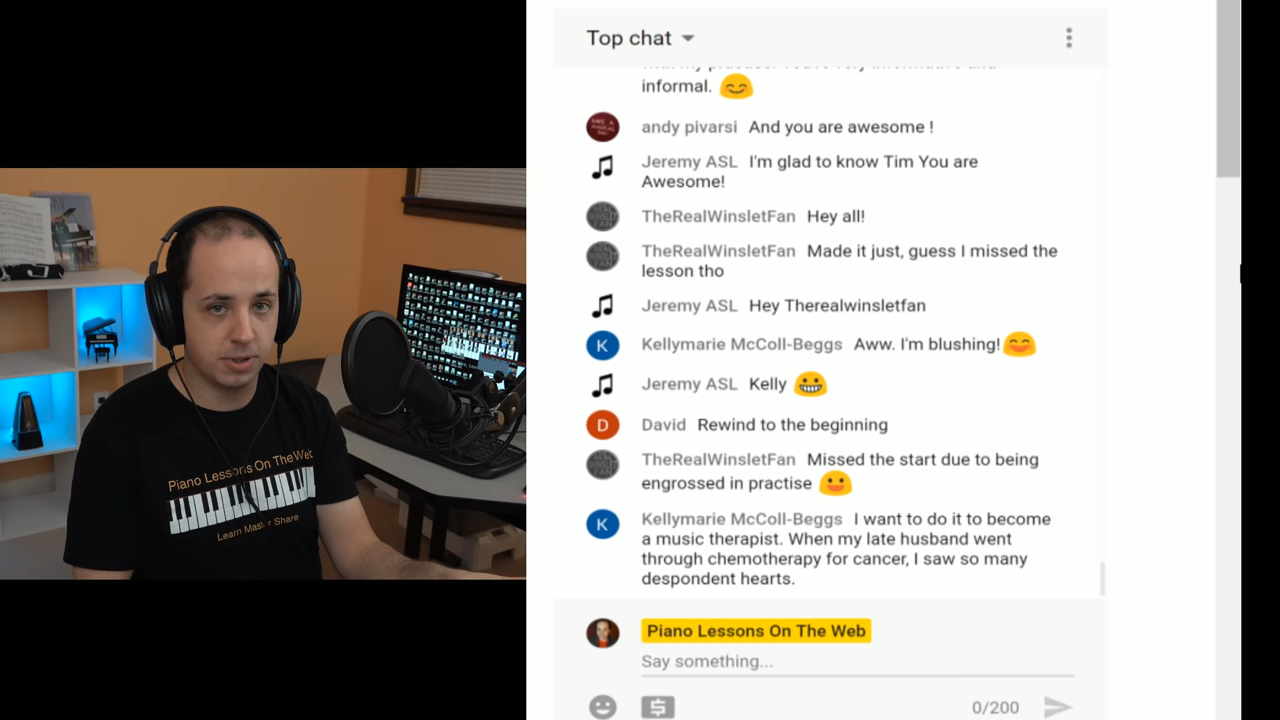 Top chat
informal.
andy pivarsi And you are awesome !
Jeremy ASL I'm glad to know Tim You are
Awesome!
TheRealWinsletFan Hey all!
TheRealWinsletFan Made it just, guess I missed the
lesson tho
Jeremy ASL Hey Therealwinsletfan
Kellymarie McColl-Beggs Aww. I'm blushing!
Jeremy ASL Kelly
David Rewind to the beginning
TheRealWinsletFan Missed the start due to being
engrossed in practise
K Kellymarie McColl-Beggs I want to do it to become
a music therapist. When my late husband went
through chemotherapy for cancer, I saw so many
despondent hearts.
Piano Lessons On The Web
Say something...
0/200
Piano Lessons On The Web
Learn Master Share